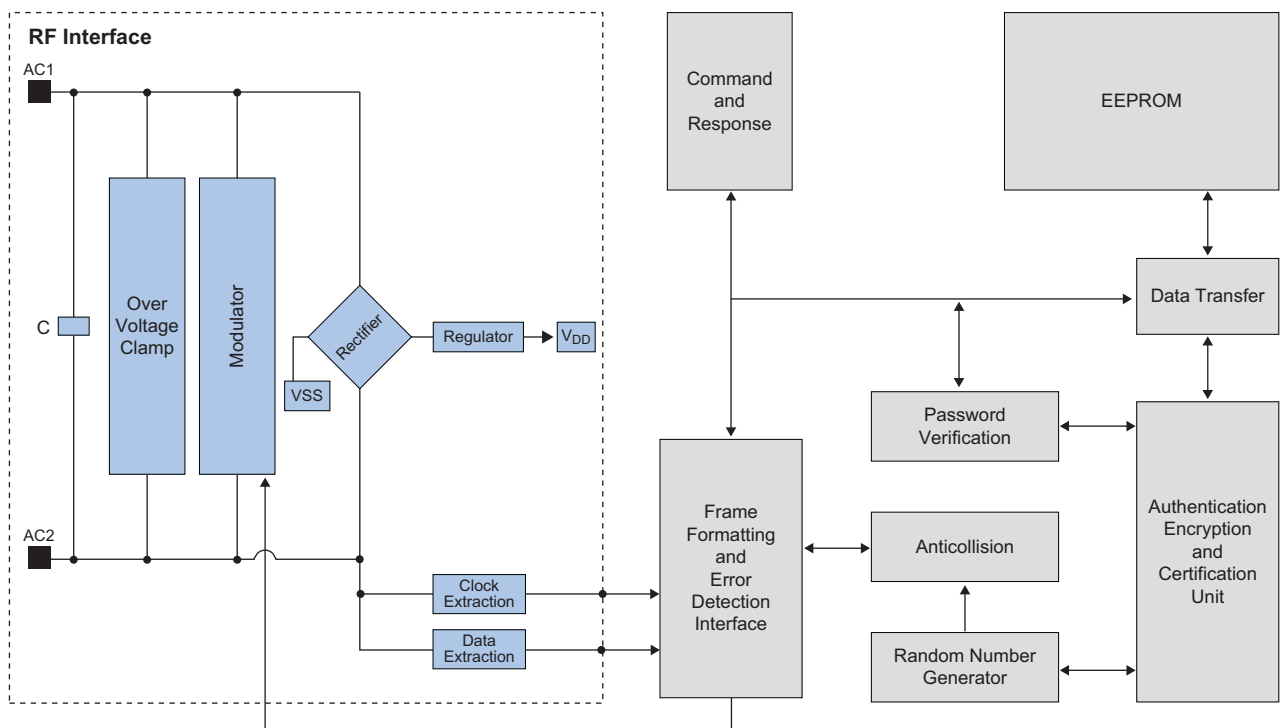 RF Interface
AC1
C
Over
Voltage
Clamp
Modulator
Rectifier
VSS
Regulator
VDD
AC2
Clock
Extraction
Data
Extraction
Command
and
Response
EEPROM
Data Transfer
Password
Verification
Frame
Formatting
and
Error
Detection
Interface
Anticollision
Random Number
Generator
Authentication
Encryption
and
Certification
Unit